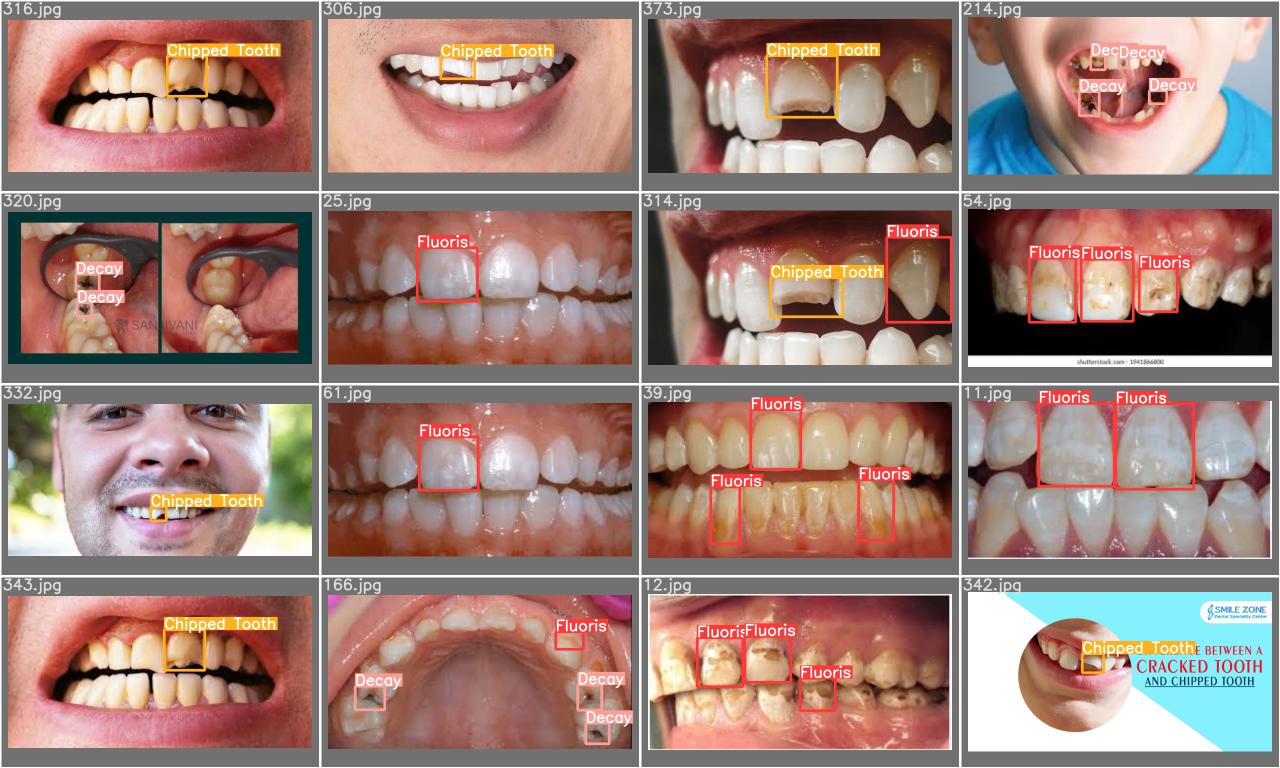 316.jpg
Chipped Tooth
306.jpg
Chipped Tooth
373.jpg
Chipped Tooth
214.jpg
Dec
Decay
Decay
Decay
320.jpg
Decay
Decay
25.jpg
Fluoris
314.jpg
Fluoris
Chipped Tooth
54.jpg
Fluoris
Fluoris
Fluoris
shutterstock.com · 1941866800
332.jpg
Chipped Tooth
61.jpg
Fluoris
39.jpg
Fluoris
Fluoris
Fluoris
11.jpg
Fluoris
Fluoris
343.jpg
Chipped Tooth
166.jpg
Fluoris
Decay
Decay
Decay
12.jpg
Fluoris
Fluoris
Fluoris
342.jpg
SMILE ZONE
Dental Speciality Centre
Chipped Tooth
E BETWEEN A
CRACKED TOOTH
AND CHIPPED TOOTH